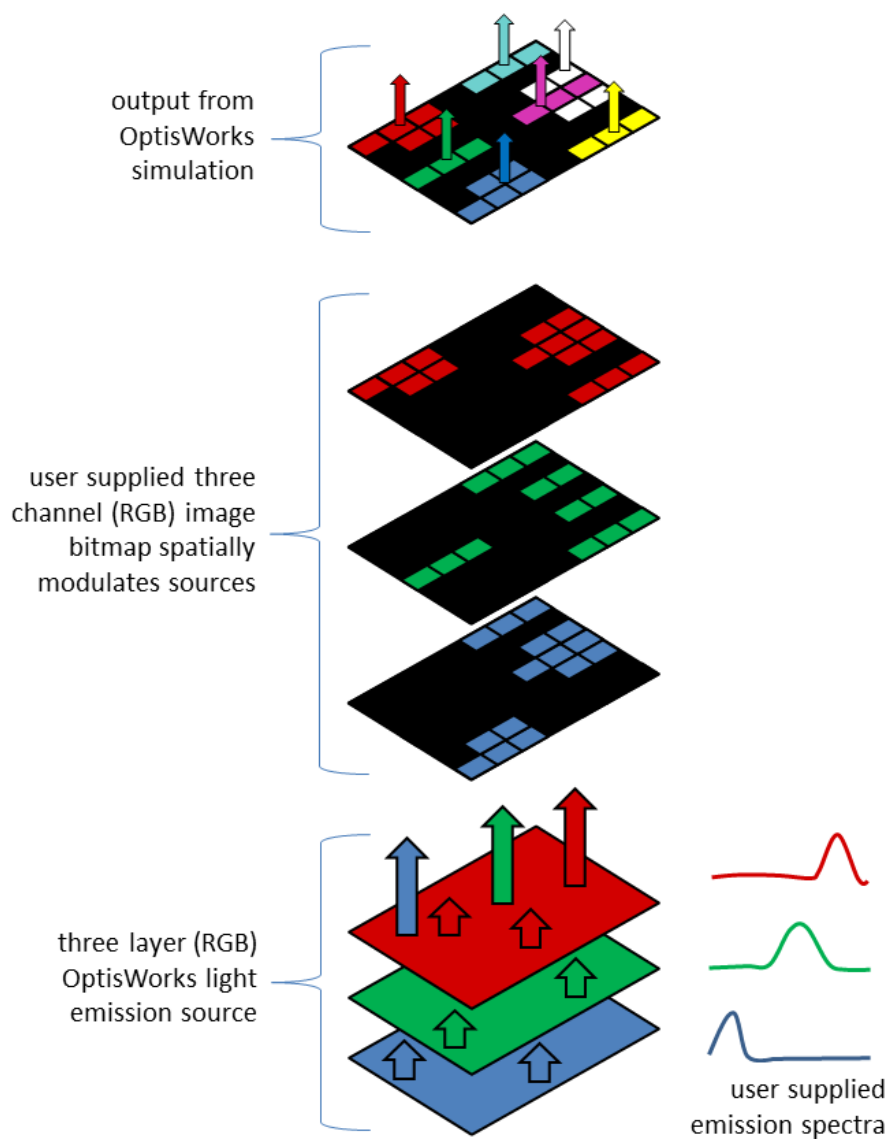 output from
OptisWorks
simulation
user supplied three
channel (RGB) image
bitmap spatially
modulates sources
three layer (RGB)
OptisWorks light
emission source
user supplied
emission spectra